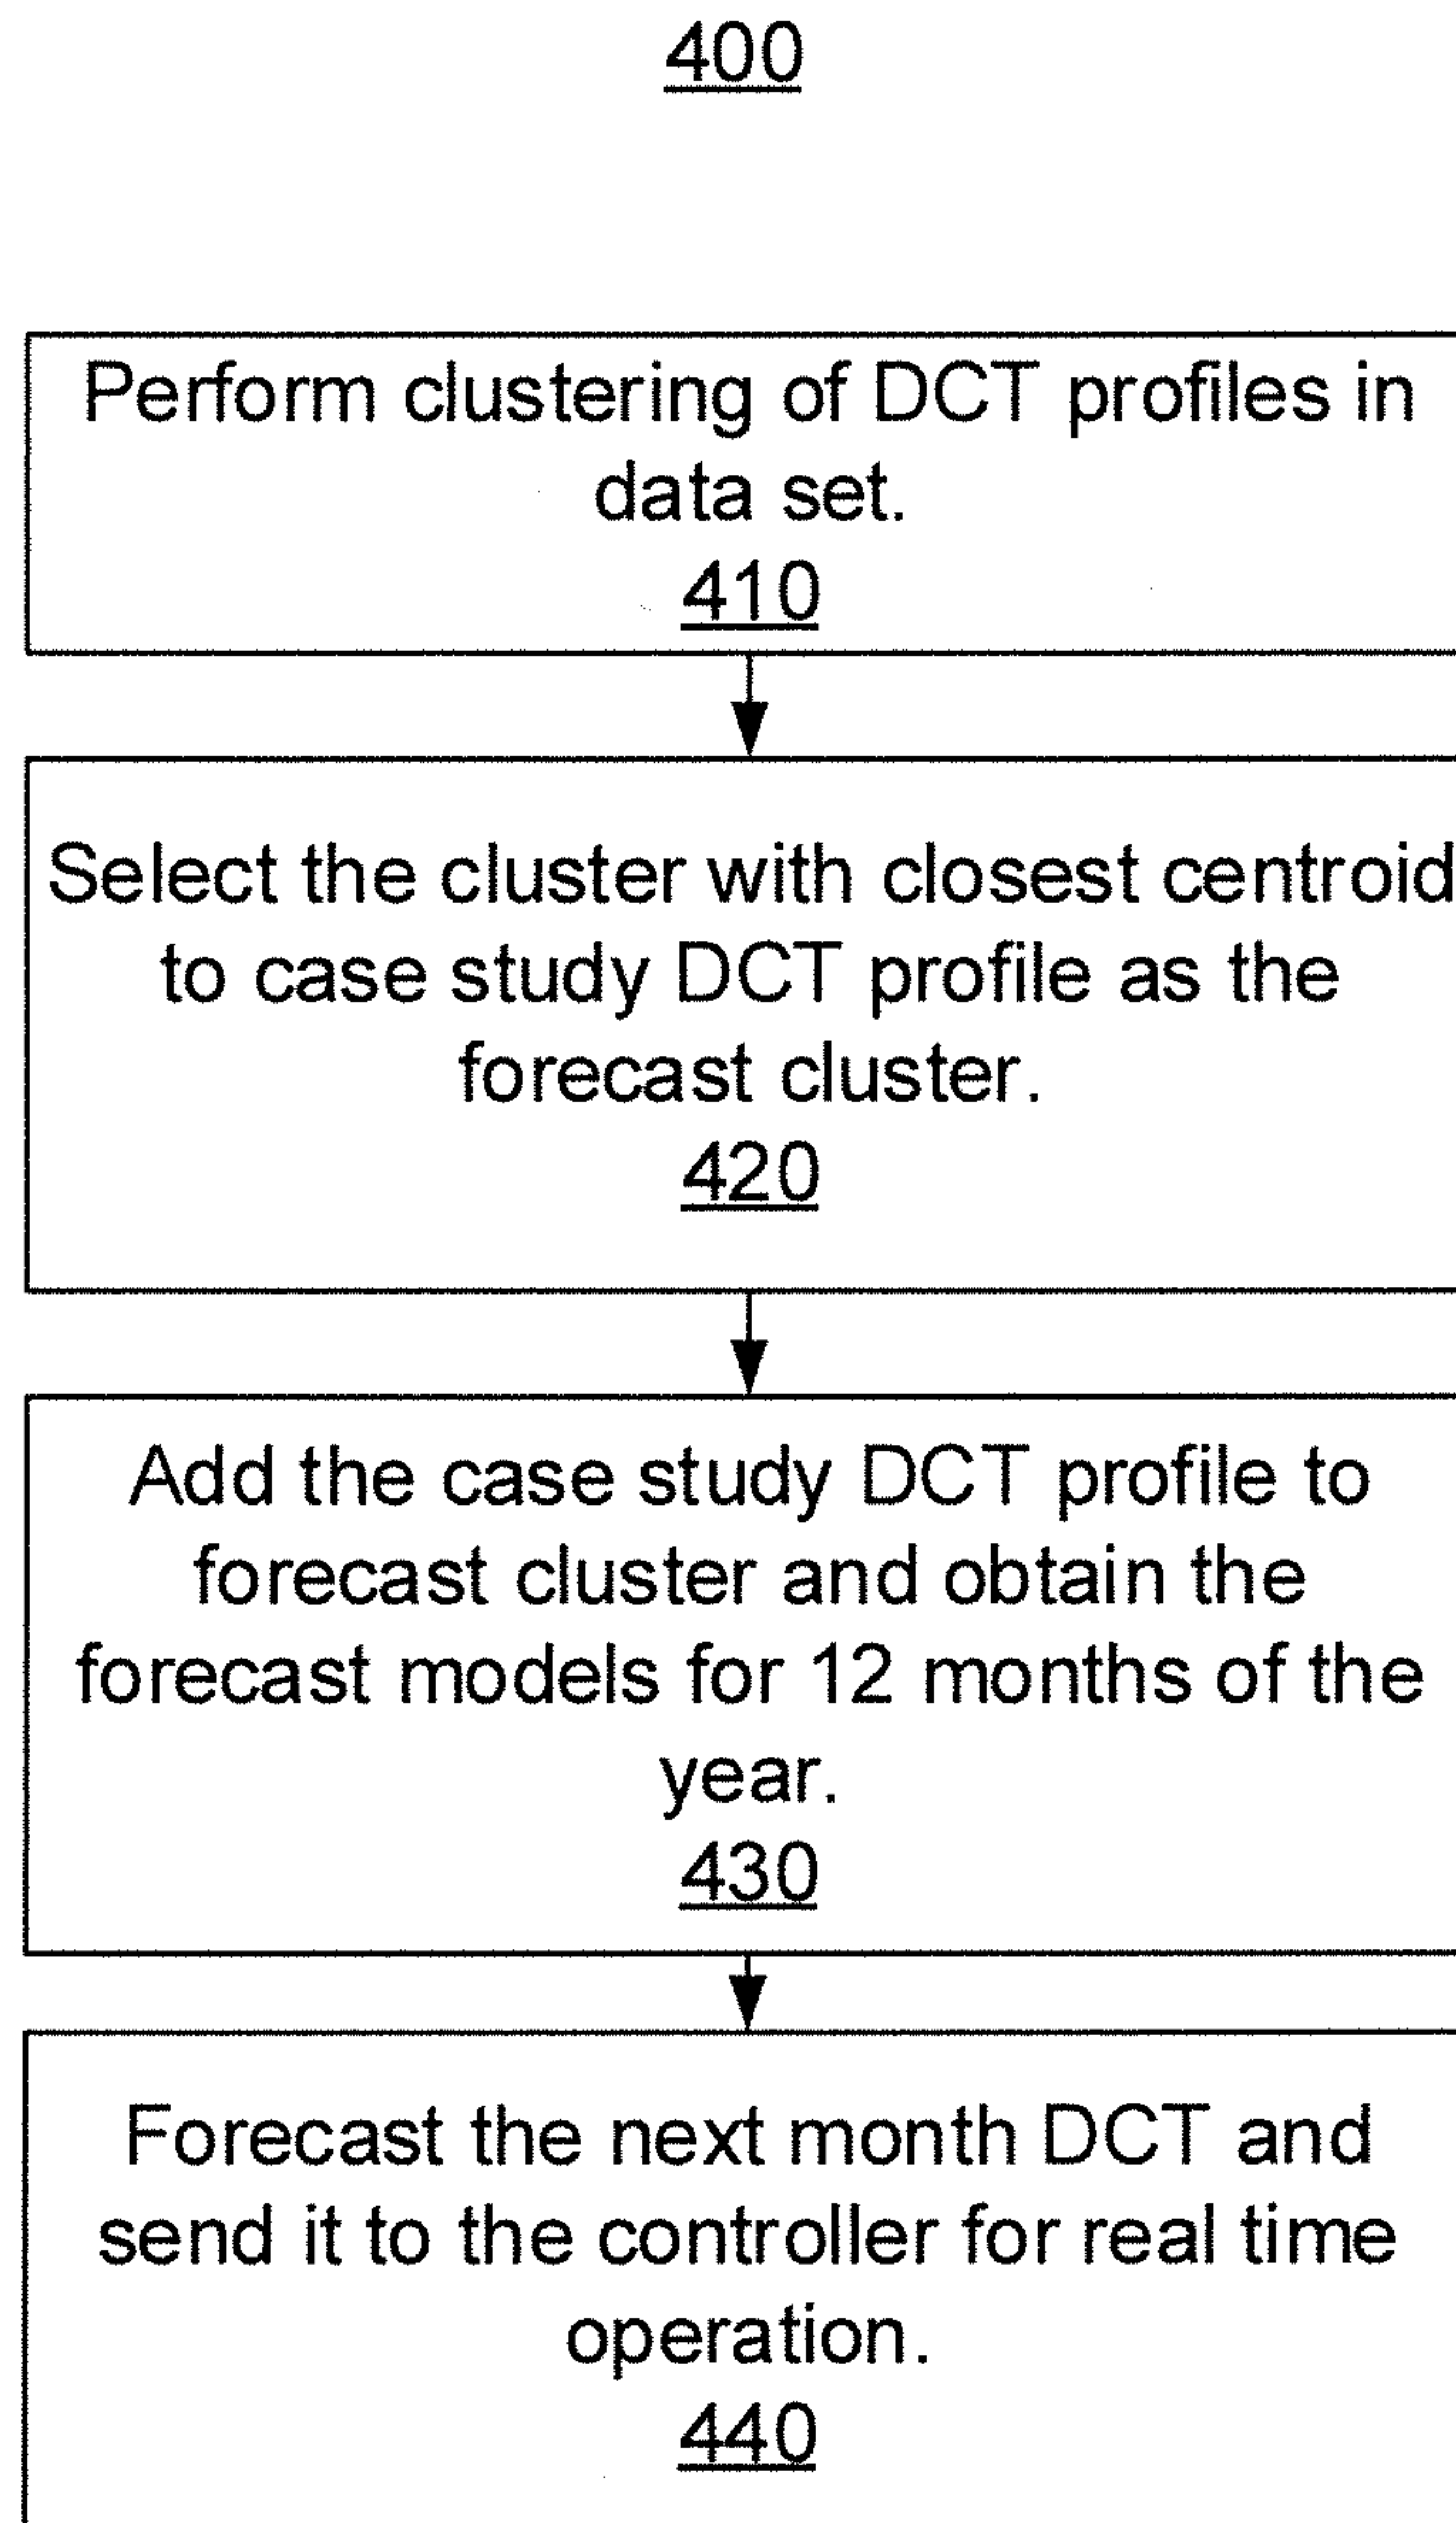 400
Perform clustering of DCT profiles in
data set.
410
Select the cluster with closest centroid
to case study DCT profile as the
forecast cluster.
420
Add the case study DCT profile to
forecast cluster and obtain the
forecast models for 12 months of the
year.
430
Forecast the next month DCT and
send it to the controller for real time
operation.
440